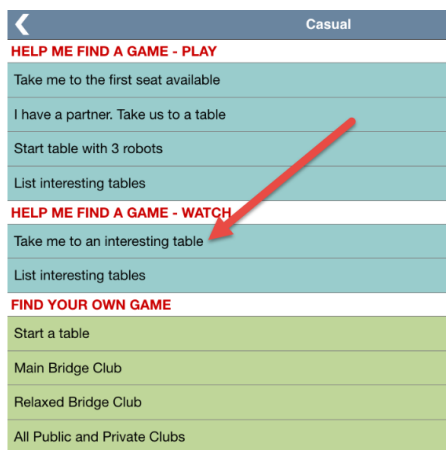 Casual
HELP ME FIND A GAME - PLAY
Take me to the first seat available
I have a partner. Take us to a table
Start table with 3 robots
List interesting tables
HELP ME FIND A GAME - WATCH
Take me to an interesting table
List interesting tables
FIND YOUR OWN GAME
Start a table
Main Bridge Club
Relaxed Bridge Club
All Public and Private Clubs